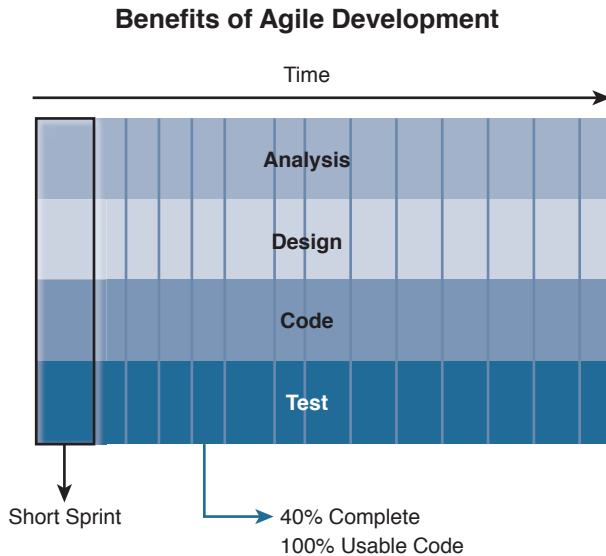 Benefits of Agile Development
Time
Analysis
Design
Code
Test
Short Sprint
40% Complete
100% Usable Code